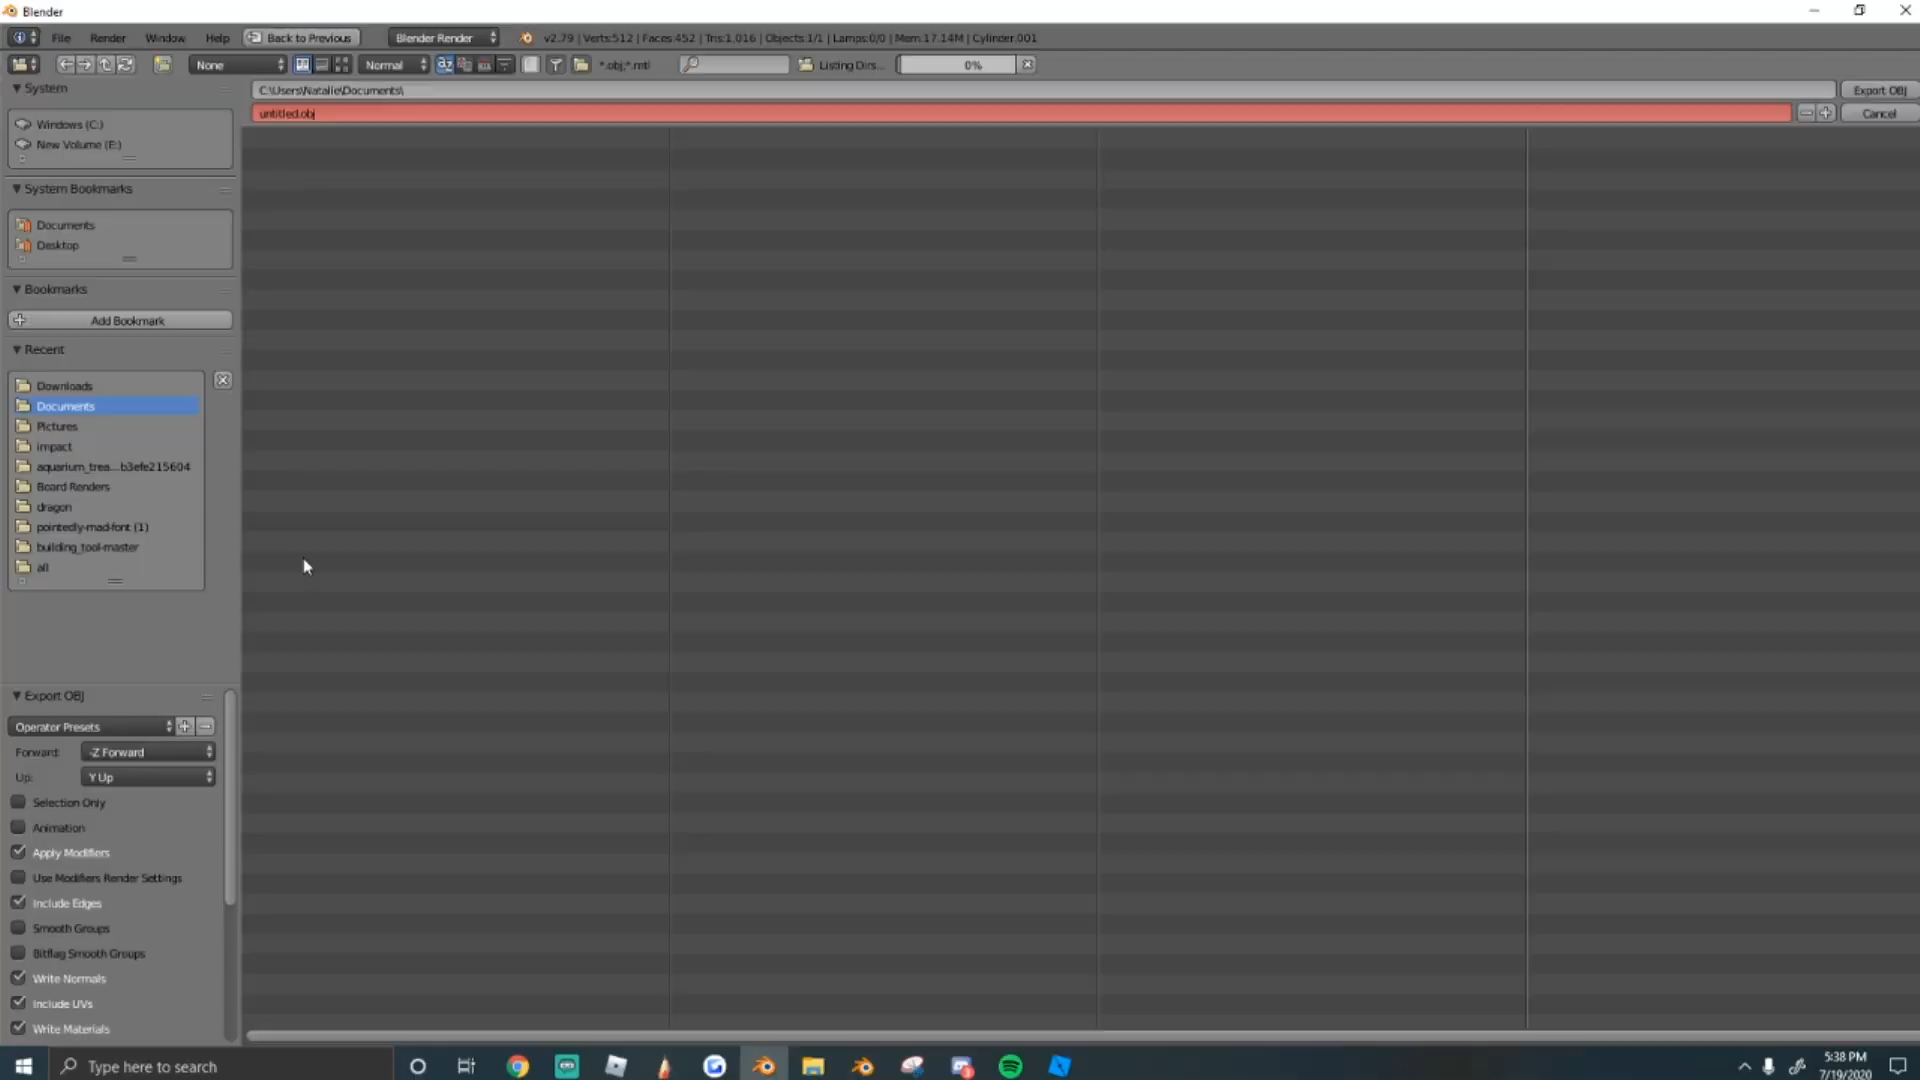 Blender
File Render Window Help Back to Previous Blender Render v2.79 | Verts:512 | Faces:452 | Tris:1,016 | Objects:1/1 | Lamps:0/0 | Mem:17.14M | Cylinder.001
None Normal *.obj;*.mtl Listing Dirs... 0%
System
C:\Users\Natalie\Documents\ Export OBJ
untitled.obj Cancel
Windows (C:)
New Volume (E:)
System Bookmarks
Documents
Desktop
Bookmarks
Add Bookmark
Recent
Downloads
Documents
Pictures
impact
aquarium_trea...b3efe215604
Board Renders
dragon
pointedly-mad-font (1)
building_tool-master
all
Export OBJ
Operator Presets
Forward: -Z Forward
Up: Y Up
Selection Only
Animation
Apply Modifiers
Use Modifiers Render Settings
Include Edges
Smooth Groups
Bitflag Smooth Groups
Write Normals
Include UVs
Write Materials
Type here to search
5:38 PM
7/19/2020